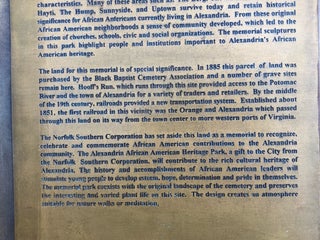 characteristics. Many of these areas such as The
Hayti, The Hump, Sunnyside, and Uptown survive today and retain historical
significance for African Americans currently living in Alexandria. From these original
African American neighborhoods a sense of community developed, which led to the
creation of churches, schools, civic and social organizations. The memorial sculptures
in this park highlight people and institutions important to Alexandria's African
American heritage.
The land for this memorial is of special significance. In 1885 this parcel of land was
purchased by the Black Baptist Cemetery Association and a number of grave sites
remain here. Hooff's Run, which runs through this site provided access to the Potomac
River and the town of Alexandria for a variety of traders and retailers. By the middle
of the 19th century, railroads provided a new transportation system. Established about
1851, the first railroad in this vicinity was the Orange and Alexandria which passed
through this land on its way from the town center to more western parts of Virginia.
The Norfolk Southern Corporation has set aside this land as a memorial to recognize,
celebrate and commemorate African American contributions to the Alexandria
community. The Alexandria African American Heritage Park, a gift to the City from
the Norfolk Southern Corporation, will contribute to the rich cultural heritage of
Alexandria. The history and accomplishments of African American leaders will
stimulate young people to develop esteem, hope, determination and pride in themselves.
The memorial park coexists with the original landscape of the cemetery and preserves
the interesting and varied plant life on this site. The design creates an atmosphere
suitable for nature walks or meditation.